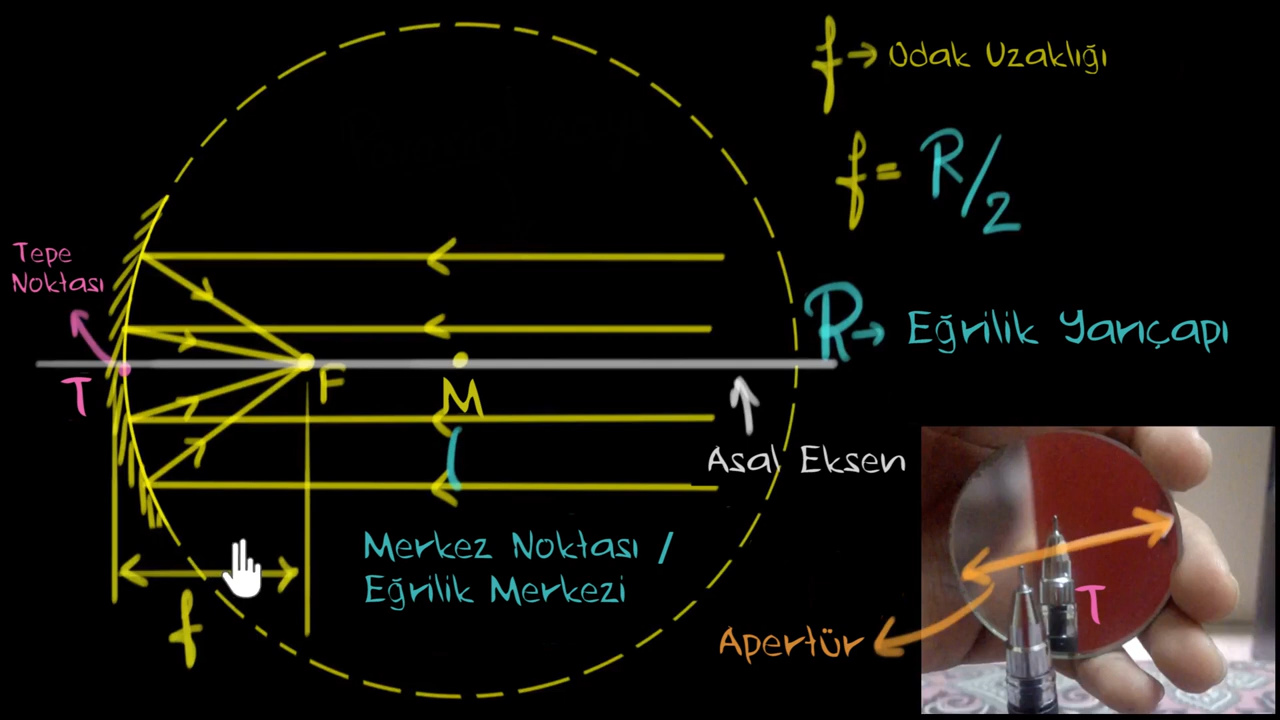 f → Odak Uzaklığı
f = R/2
Tepe
Noktası
R → Eğrilik Yarıçapı
T
F
M
Asal Eksen
Merkez Noktası /
Eğrilik Merkezi
f
Apertür
T